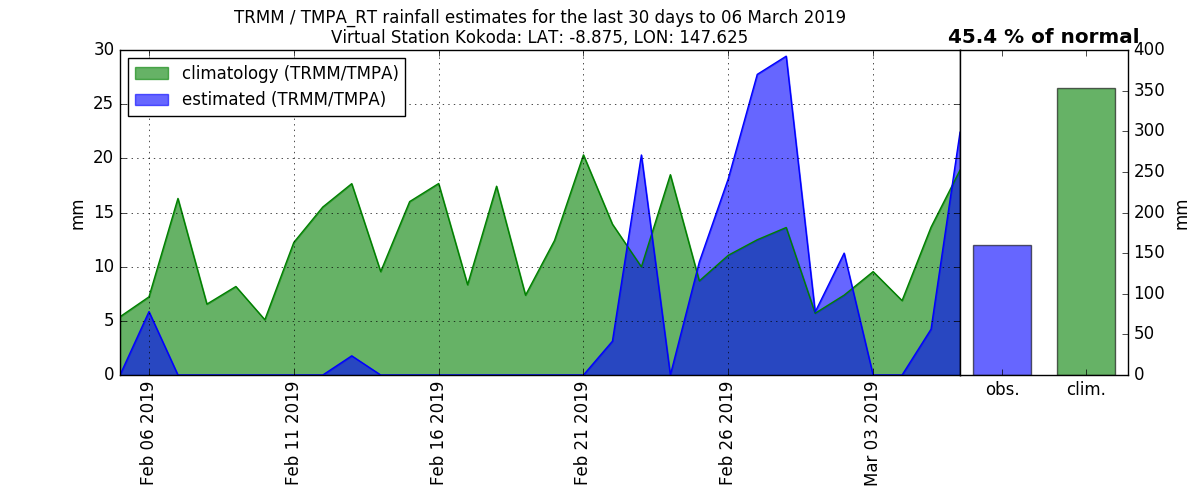 TRMM / TMPA_RT rainfall estimates for the last 30 days to 06 March 2019
Virtual Station Kokoda: LAT: -8.875, LON: 147.625
45.4 % of normal
climatology (TRMM/TMPA)
estimated (TRMM/TMPA)
30
25
20
15
10
5
0
mm
Feb 06 2019
Feb 11 2019
Feb 16 2019
Feb 21 2019
Feb 26 2019
Mar 03 2019
obs.
clim.
400
350
300
250
200
150
100
50
0
mm